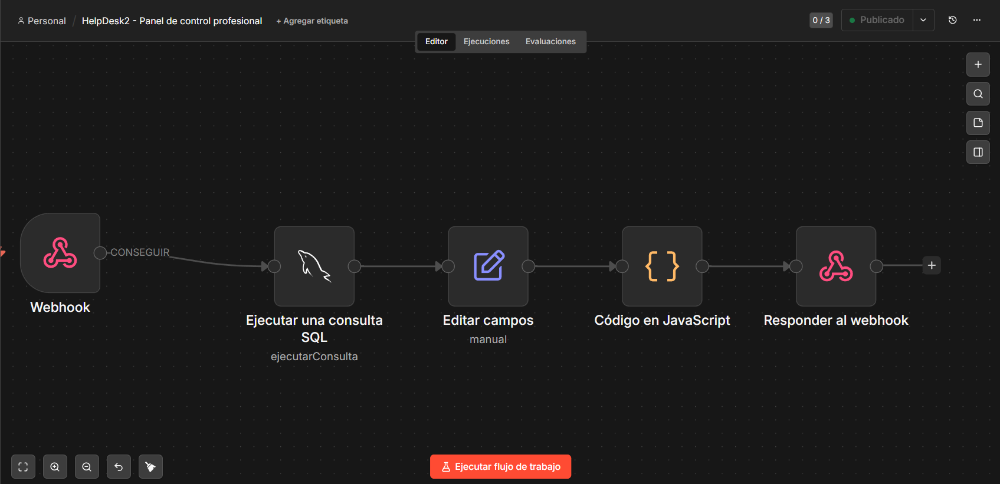 Personal / HelpDesk2 - Panel de control profesional + Agregar etiqueta
0 / 3
Publicado
Editor Ejecuciones Evaluaciones
CONSEGUIR
Webhook
Ejecutar una consulta
SQL
ejecutarConsulta
Editar campos
manual
Código en JavaScript
Responder al webhook
Ejecutar flujo de trabajo